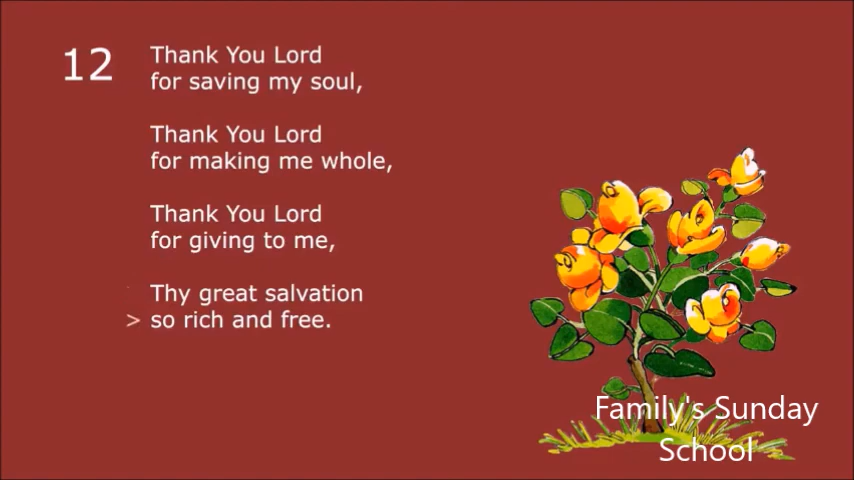 12
Thank You Lord
for saving my soul,
Thank You Lord
for making me whole,
Thank You Lord
for giving to me,
Thy great salvation
> so rich and free.
Family's Sunday
School